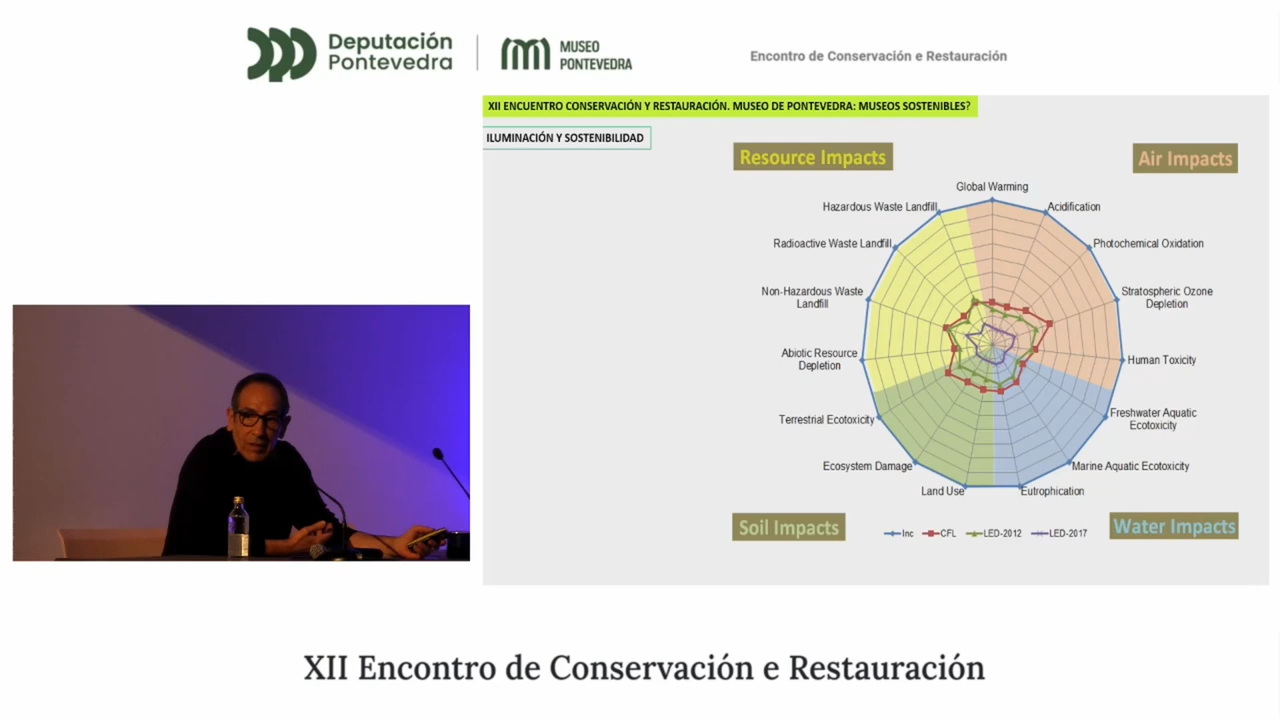 Deputación
Pontevedra
MUSEO
PONTEVEDRA
Encontro de Conservación e Restauración
XII ENCUENTRO CONSERVACIÓN Y RESTAURACIÓN. MUSEO DE PONTEVEDRA: MUSEOS SOSTENIBLES?
ILUMINACIÓN Y SOSTENIBILIDAD
Resource Impacts
Air Impacts
Global Warming
Hazardous Waste Landfill
Acidification
Radioactive Waste Landfill
Photochemical Oxidation
Non-Hazardous Waste
Landfill
Stratospheric Ozone
Depletion
Abiotic Resource
Depletion
Human Toxicity
Terrestrial Ecotoxicity
Freshwater Aquatic
Ecotoxicity
Ecosystem Damage
Marine Aquatic Ecotoxicity
Land Use
Eutrophication
Soil Impacts
Water Impacts
Inc
CFL
LED-2012
LED-2017
XII Encontro de Conservación e Restauración